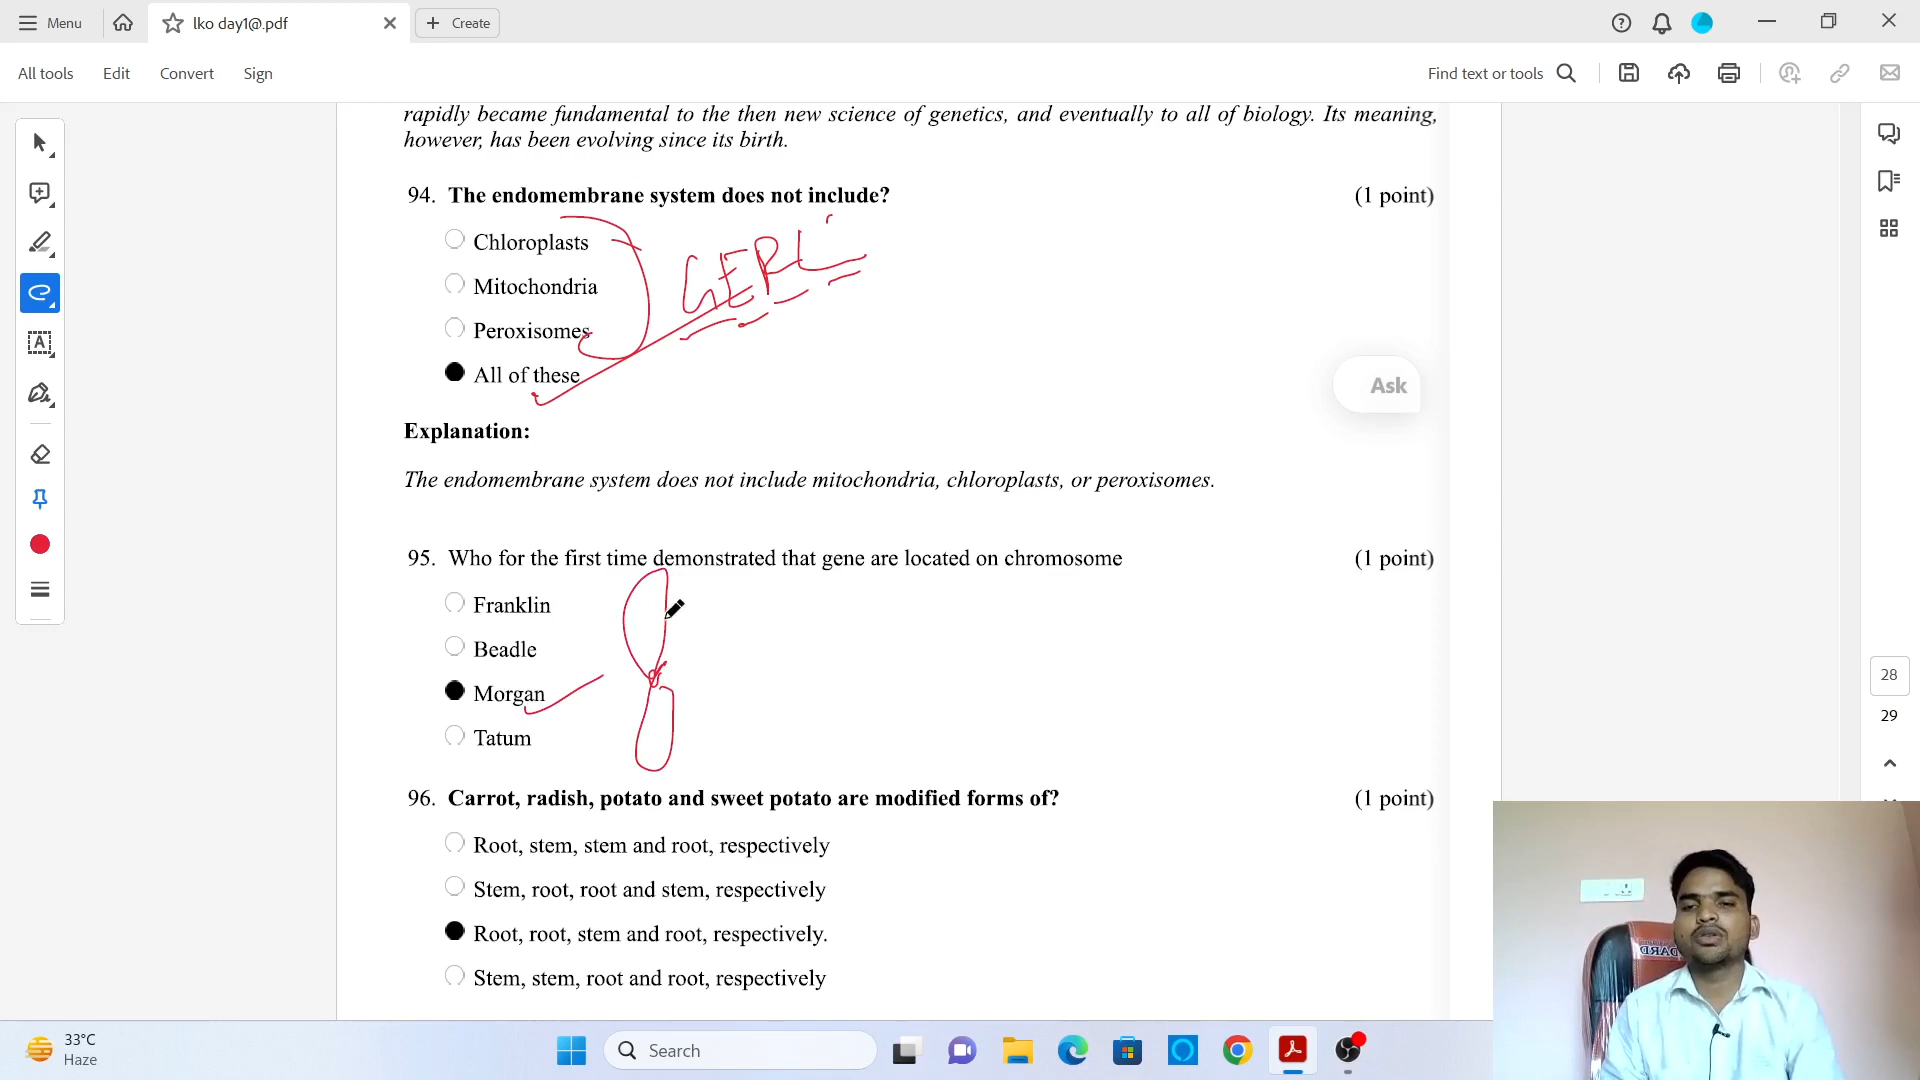 Menu
lko day1@.pdf
Create
All tools
Edit
Convert
Sign
Find text or tools
rapidly became fundamental to the then new science of genetics, and eventually to all of biology. Its meaning,
however, has been evolving since its birth.
94. The endomembrane system does not include? (1 point)
Chloroplasts
Mitochondria
Peroxisomes
All of these
GERL
Ask
Explanation:
The endomembrane system does not include mitochondria, chloroplasts, or peroxisomes.
95. Who for the first time demonstrated that gene are located on chromosome (1 point)
Franklin
Beadle
Morgan
Tatum
28
29
96. Carrot, radish, potato and sweet potato are modified forms of? (1 point)
Root, stem, stem and root, respectively
Stem, root, root and stem, respectively
Root, root, stem and root, respectively.
Stem, stem, root and root, respectively
33°C
Haze
Search